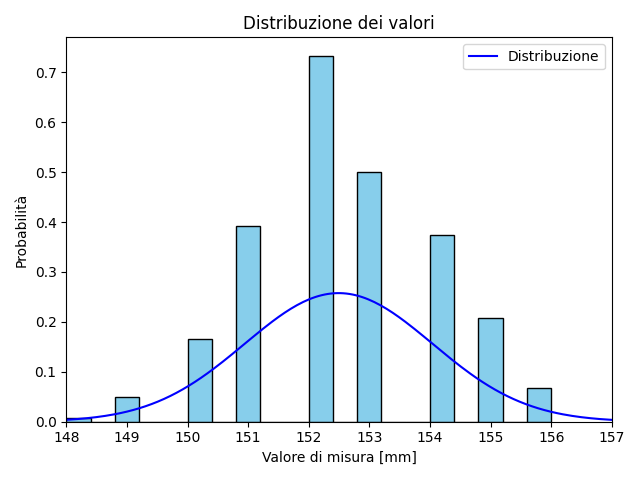 Distribuzione dei valori
Distribuzione
Probabilità
0.7
0.6
0.5
0.4
0.3
0.2
0.1
0.0
148 149 150 151 152 153 154 155 156 157
Valore di misura [mm]